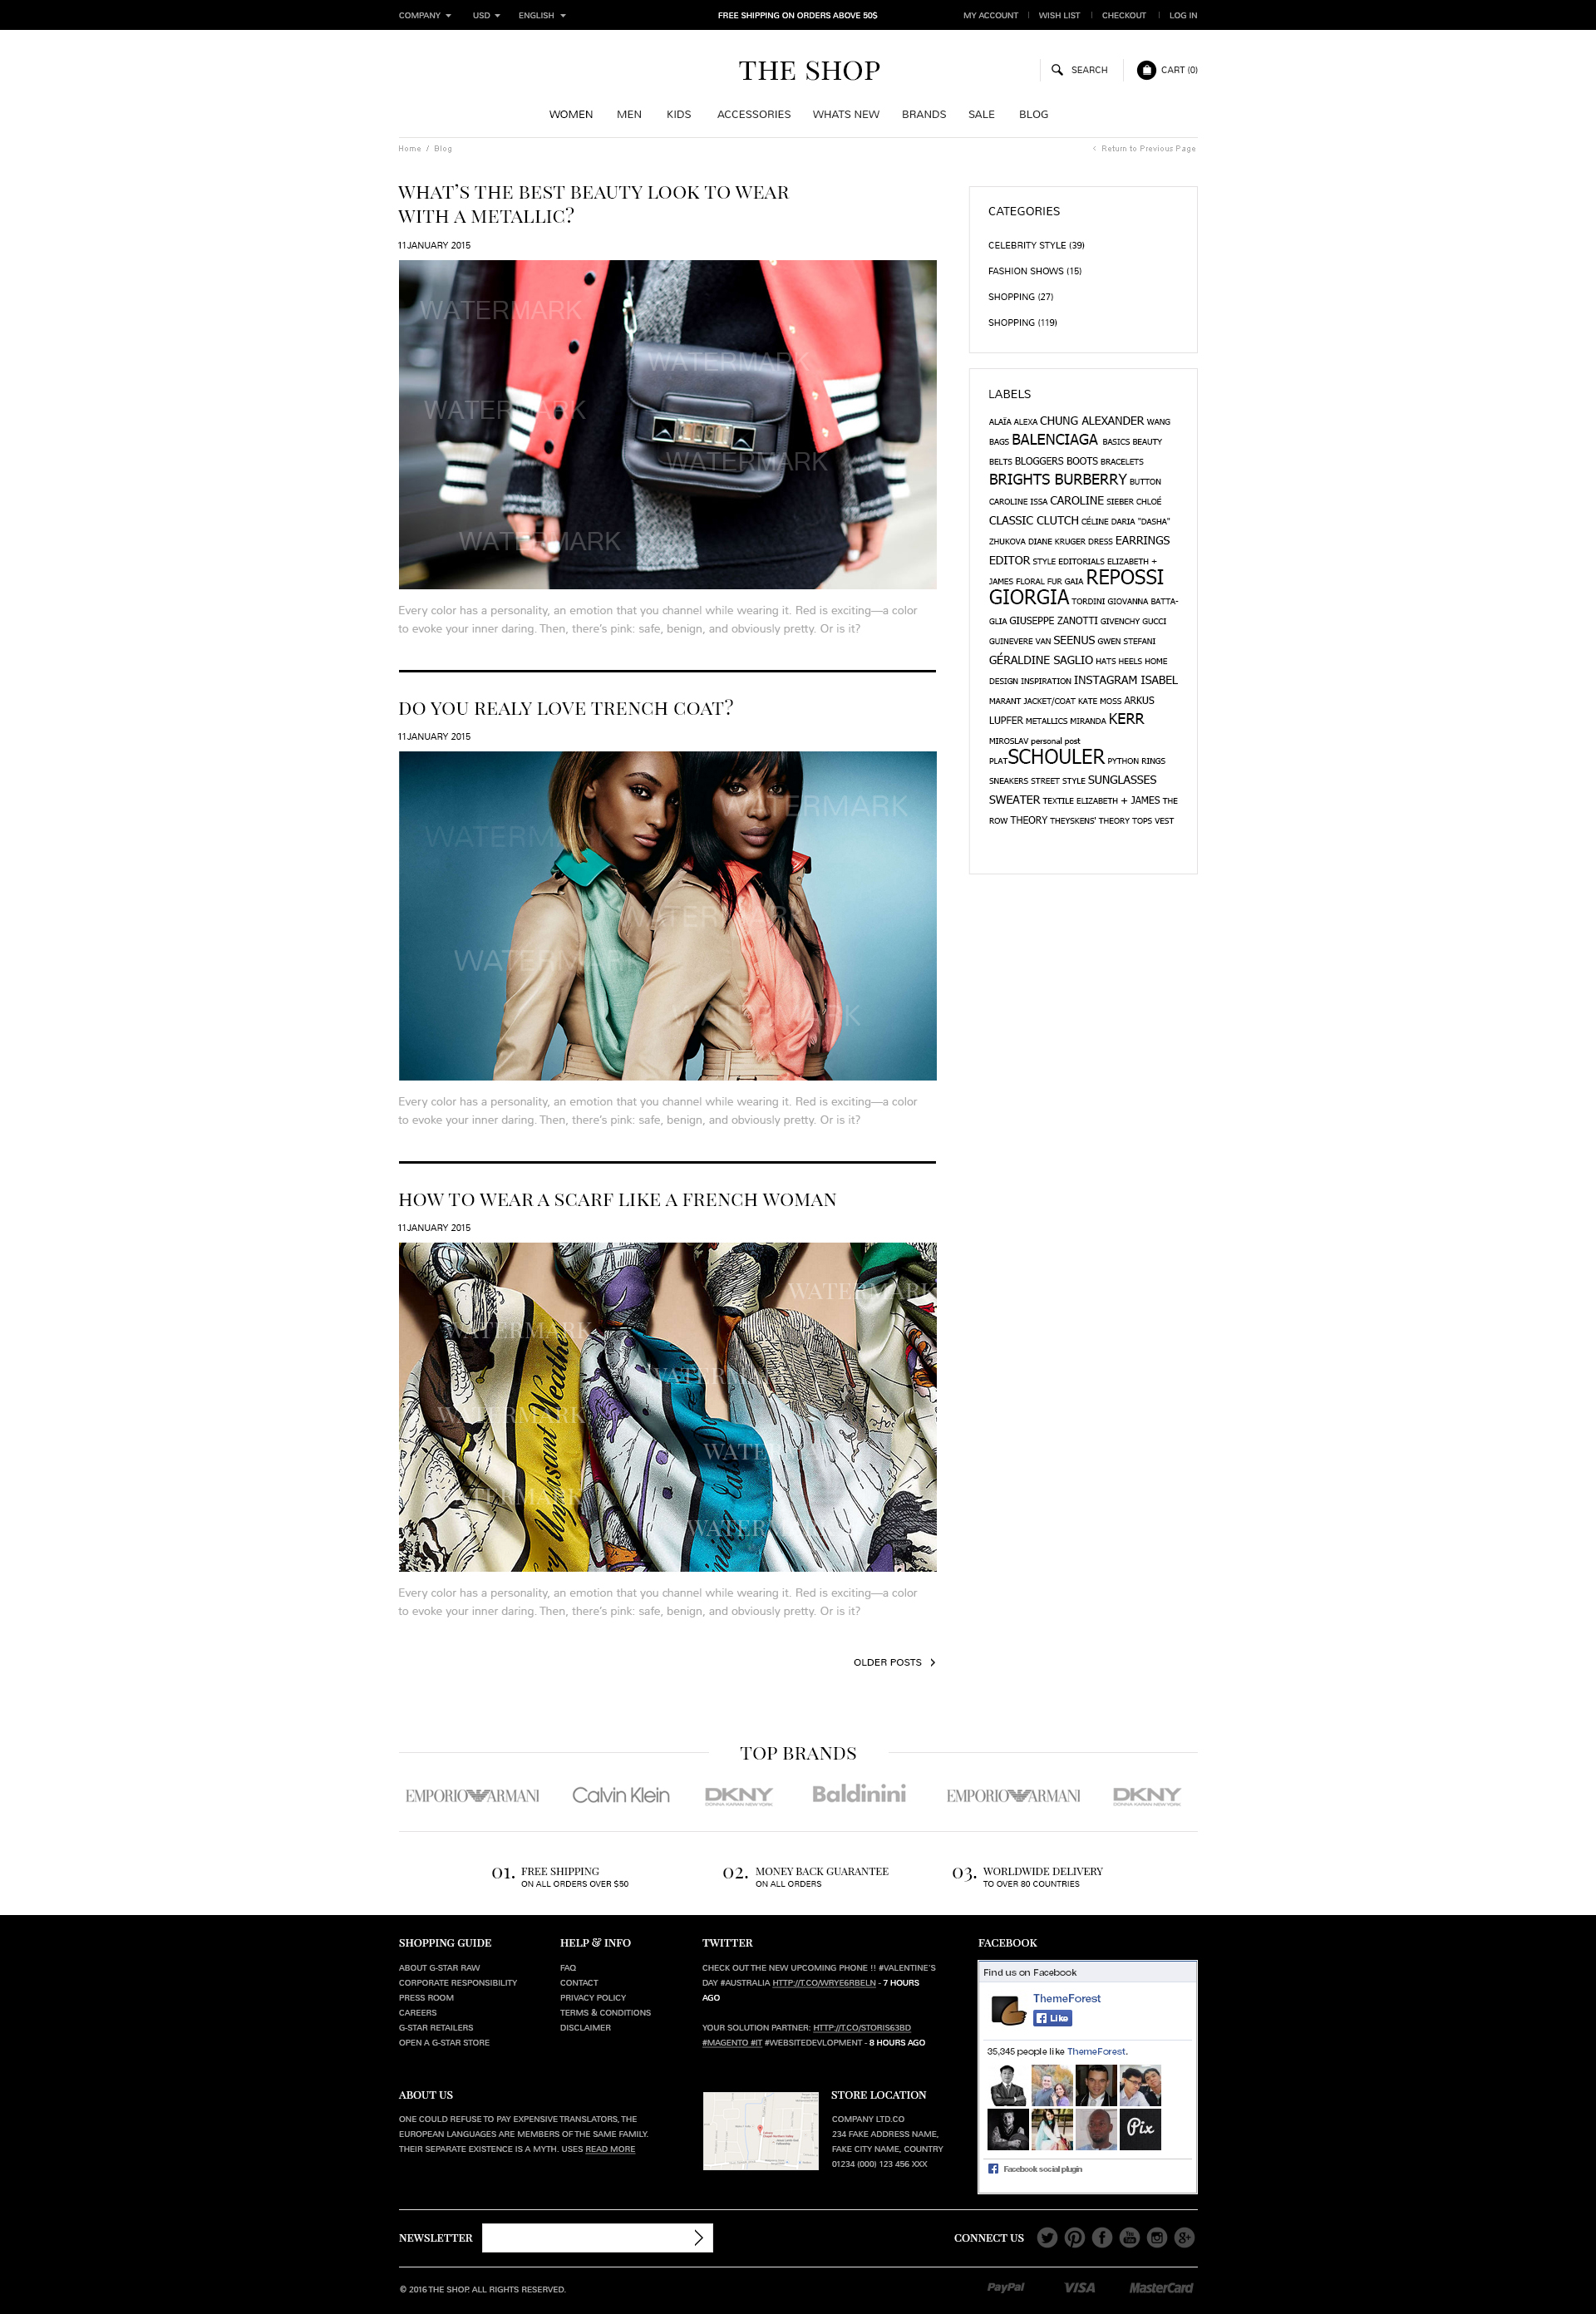 COMPANY USD ENGLISH FREE SHIPPING ON ORDERS ABOVE 50$ MY ACCOUNT WISH LIST CHECKOUT LOG IN
THE SHOP
SEARCH CART (0)
WOMEN MEN KIDS ACCESSORIES WHATS NEW BRANDS SALE BLOG
Home / Blog < Return to Previous Page
WHAT'S THE BEST BEAUTY LOOK TO WEAR
WITH A METALLIC?
11JANUARY 2015
WATERMARK
WATERMARK
WATERMARK
WATERMARK
WATERMARK
Every color has a personality, an emotion that you channel while wearing it. Red is exciting—a color
to evoke your inner daring. Then, there's pink: safe, benign, and obviously pretty. Or is it?
DO YOU REALY LOVE TRENCH COAT?
11JANUARY 2015
WATERMARK
WATERMARK
WATERMARK
WATERMARK
WATERMARK
Every color has a personality, an emotion that you channel while wearing it. Red is exciting—a color
to evoke your inner daring. Then, there's pink: safe, benign, and obviously pretty. Or is it?
HOW TO WEAR A SCARF LIKE A FRENCH WOMAN
11JANUARY 2015
WATERMARK
WATERMARK
WATERMARK
WATERMARK
Every color has a personality, an emotion that you channel while wearing it. Red is exciting—a color
to evoke your inner daring. Then, there's pink: safe, benign, and obviously pretty. Or is it?
OLDER POSTS >
CATEGORIES
CELEBRITY STYLE (39)
FASHION SHOWS (15)
SHOPPING (27)
SHOPPING (119)
LABELS
ALAÏA ALEXA CHUNG ALEXANDER WANG
BAGS BALENCIAGA BASICS BEAUTY
BELTS BLOGGERS BOOTS BRACELETS
BRIGHTS BURBERRY BUTTON
CAROLINE ISSA CAROLINE SIEBER CHLOÉ
CLASSIC CLUTCH CÉLINE DARIA "DASHA"
ZHUKOVA DIANE KRUGER DRESS EARRINGS
EDITOR STYLE EDITORIALS ELIZABETH +
JAMES FLORAL FUR GAIA REPOSSI
GIORGIA TORDINI GIOVANNA BATTA-
GLIA GIUSEPPE ZANOTTI GIVENCHY GUCCI
GUINEVERE VAN SEENUS GWEN STEFANI
GÉRALDINE SAGLIO HATS HEELS HOME
DESIGN INSPIRATION INSTAGRAM ISABEL
MARANT JACKET/COAT KATE MOSS ARKUS
LUPFER METALLICS MIRANDA KERR
MIROSLAV personal post
PLATSCHOULER PYTHON RINGS
SNEAKERS STREET STYLE SUNGLASSES
SWEATER TEXTILE ELIZABETH + JAMES THE
ROW THEORY THEYSKENS' THEORY TOPS VEST
TOP BRANDS
EMPORIO ARMANI Calvin Klein DKNY Baldinini EMPORIO ARMANI DKNY
DONNA KARAN NEW YORK DONNA KARAN NEW YORK
01. FREE SHIPPING
ON ALL ORDERS OVER $50
02. MONEY BACK GUARANTEE
ON ALL ORDERS
03. WORLDWIDE DELIVERY
TO OVER 80 COUNTRIES
SHOPPING GUIDE
ABOUT G-STAR RAW
CORPORATE RESPONSIBILITY
PRESS ROOM
CAREERS
G-STAR RETAILERS
OPEN A G-STAR STORE
HELP & INFO
FAQ
CONTACT
PRIVACY POLICY
TERMS & CONDITIONS
DISCLAIMER
TWITTER
CHECK OUT THE NEW UPCOMING PHONE !! #VALENTINE'S
DAY #AUSTRALIA HTTP://T.CO/WRYE6RBELN - 7 HOURS
AGO
YOUR SOLUTION PARTNER: HTTP://T.CO/STORIS63BD
#MAGENTO #IT #WEBSITEDEVLOPMENT - 8 HOURS AGO
FACEBOOK
Find us on Facebook
ThemeForest
Like
35,345 people like ThemeForest.
Pix
Facebook social plugin
ABOUT US
ONE COULD REFUSE TO PAY EXPENSIVE TRANSLATORS, THE
EUROPEAN LANGUAGES ARE MEMBERS OF THE SAME FAMILY.
THEIR SEPARATE EXISTENCE IS A MYTH. USES READ MORE
STORE LOCATION
COMPANY LTD.CO
234 FAKE ADDRESS NAME,
FAKE CITY NAME, COUNTRY
01234 (000) 123 456 XXX
NEWSLETTER
CONNECT US
You Tube
© 2016 THE SHOP. ALL RIGHTS RESERVED.
PayPal VISA MasterCard